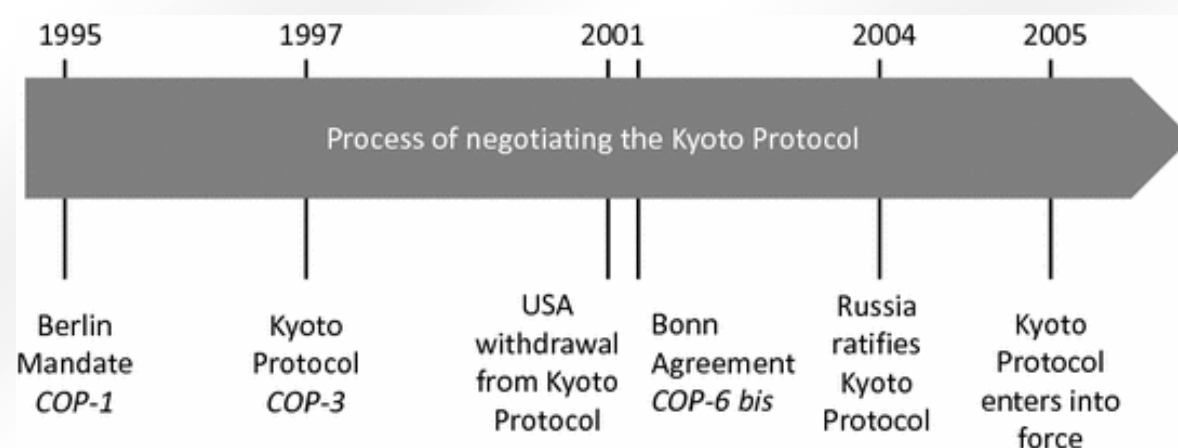 1995
1997
2001
2004
2005
Process of negotiating the Kyoto Protocol
Berlin
Mandate
COP-1
Kyoto
Protocol
COP-3
USA
withdrawal
from Kyoto
Protocol
Bonn
Agreement
COP-6 bis
Russia
ratifies
Kyoto
Protocol
Kyoto
Protocol
enters into
force